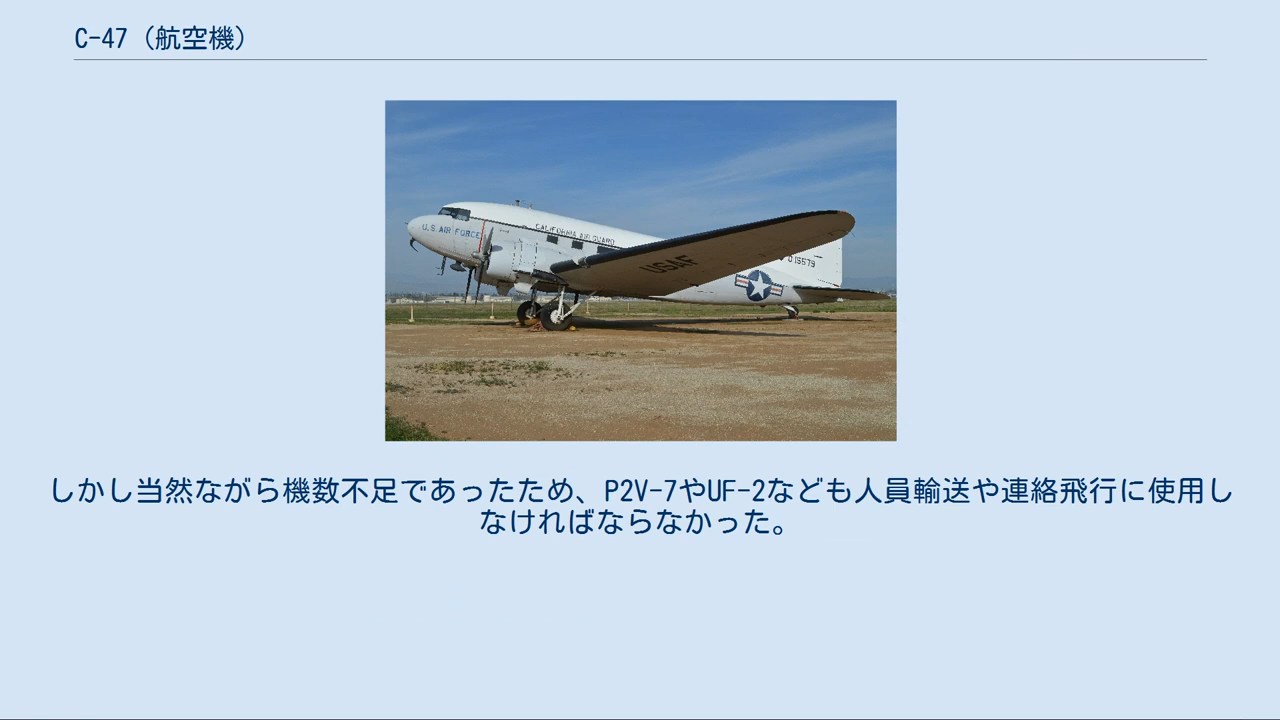 C-47（航空機）
U.S. AIR FORCE
CALIFORNIA AIR GUARD
USAF
0 15579
しかし当然ながら機数不足であったため、P2V-7やUF-2なども人員輸送や連絡飛行に使用し
なければならなかった。